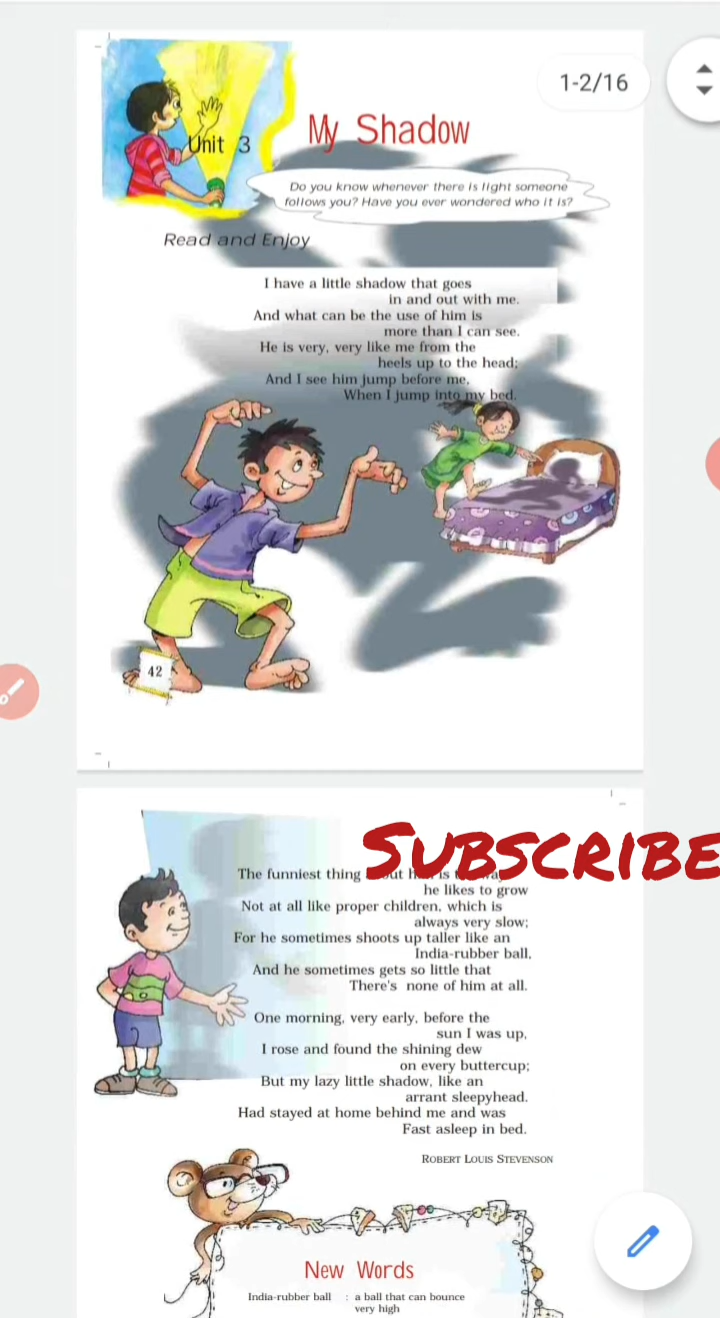 1-2/16
Unit 3
My Shadow
Do you know whenever there is light someone
follows you? Have you ever wondered who it is?
Read and Enjoy
I have a little shadow that goes
in and out with me.
And what can be the use of him is
more than I can see.
He is very, very like me from the
heels up to the head;
And I see him jump before me,
When I jump into my bed.
42
SUBSCRIBE
The funniest thing is
he likes to grow
Not at all like proper children, which is
always very slow;
For he sometimes shoots up taller like an
India-rubber ball,
And he sometimes gets so little that
There's none of him at all.
One morning, very early, before the
sun I was up,
I rose and found the shining dew
on every buttercup;
But my lazy little shadow, like an
arrant sleepyhead.
Had stayed at home behind me and was
Fast asleep in bed.
ROBERT LOUIS STEVENSON
New Words
India-rubber ball : a ball that can bounce
very high